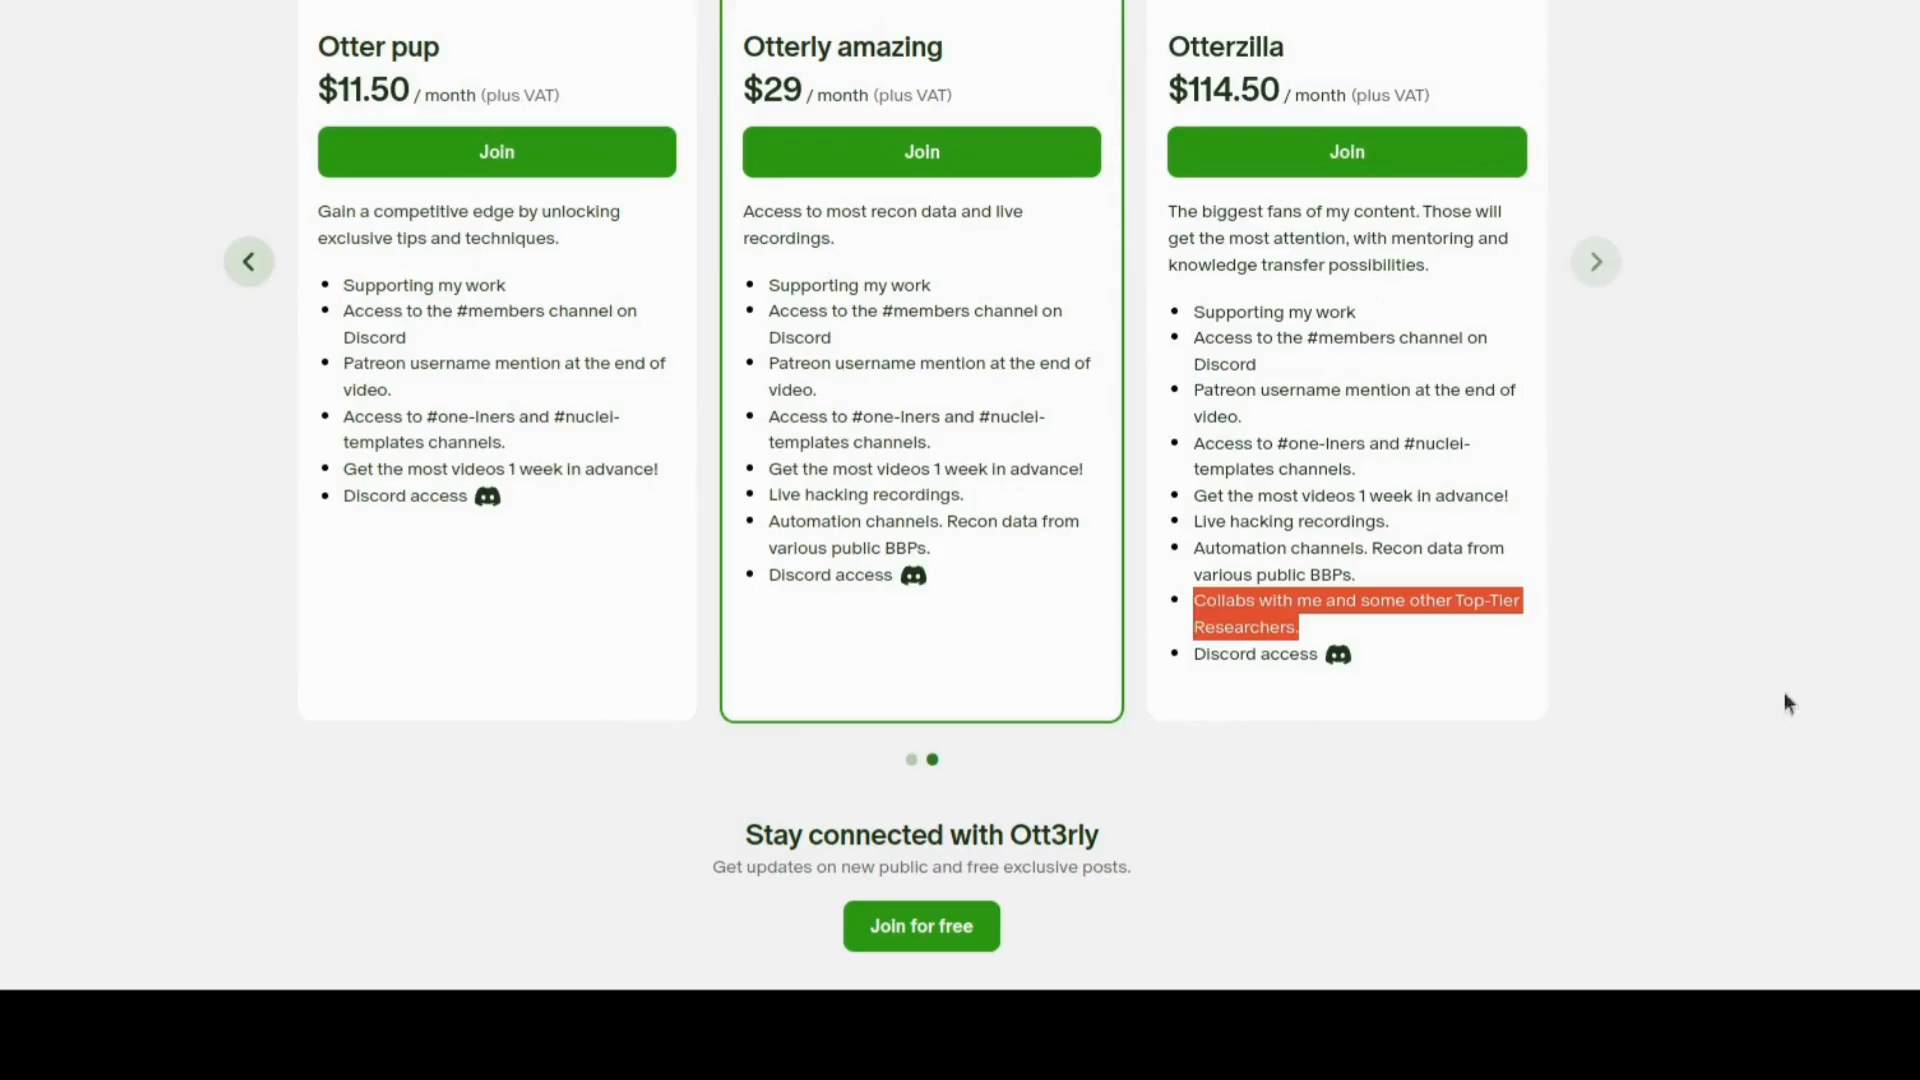 Otter pup
$11.50 / month (plus VAT)
Join
Gain a competitive edge by unlocking
exclusive tips and techniques.
Supporting my work
Access to the #members channel on
Discord
Patreon username mention at the end of
video.
Access to #one-lners and #nuclei-
templates channels.
Get the most videos 1 week in advance!
Discord access
Otterly amazing
$29 / month (plus VAT)
Join
Access to most recon data and live
recordings.
Supporting my work
Access to the #members channel on
Discord
Patreon username mention at the end of
video.
Access to #one-lners and #nuclei-
templates channels.
Get the most videos 1 week in advance!
Live hacking recordings.
Automation channels. Recon data from
various public BBPs.
Discord access
Otterzilla
$114.50 / month (plus VAT)
Join
The biggest fans of my content. Those will
get the most attention, with mentoring and
knowledge transfer possibilities.
Supporting my work
Access to the #members channel on
Discord
Patreon username mention at the end of
video.
Access to #one-lners and #nuclei-
templates channels.
Get the most videos 1 week in advance!
Live hacking recordings.
Automation channels. Recon data from
various public BBPs.
Collabs with me and some other Top-Tier
Researchers.
Discord access
Stay connected with Ott3rly
Get updates on new public and free exclusive posts.
Join for free